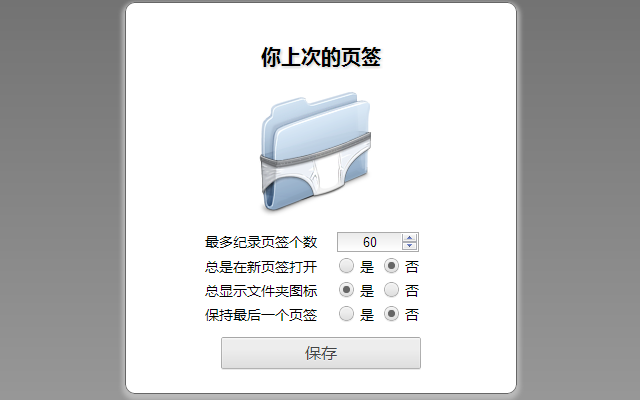 你上次的页签
最多纪录页签个数 60
总是在新页签打开 是 否
总显示文件夹图标 是 否
保持最后一个页签 是 否
保存